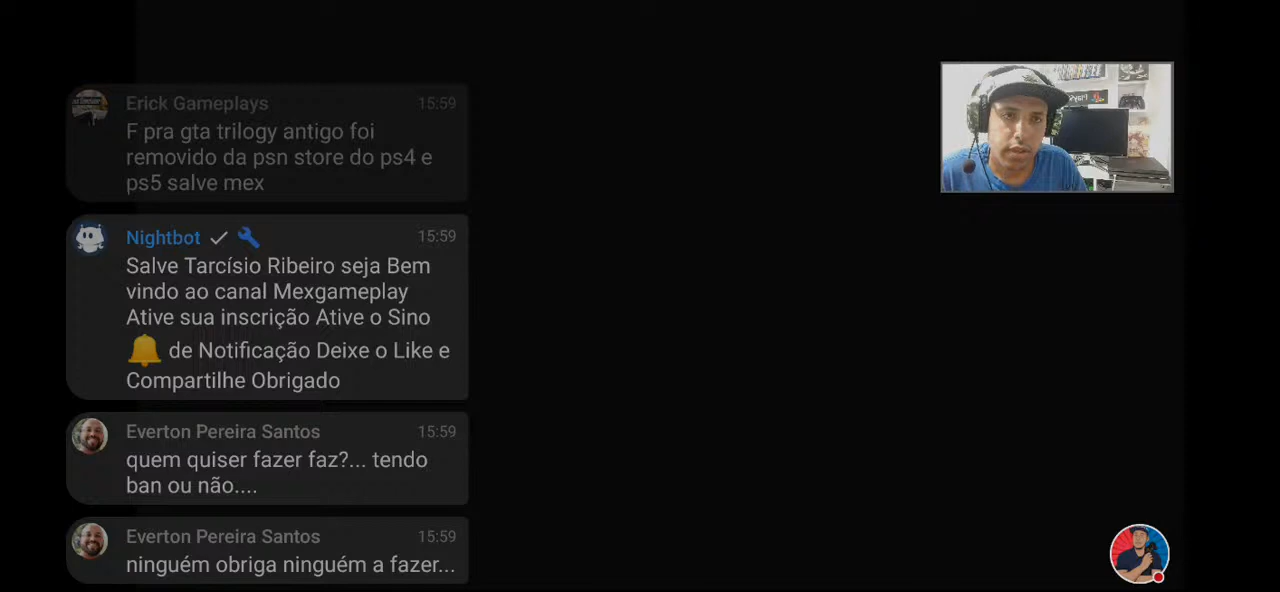 Erick Gameplays 15:59
F pra gta trilogy antigo foi
removido da psn store do ps4 e
ps5 salve mex
Nightbot 15:59
Salve Tarcísio Ribeiro seja Bem
vindo ao canal Mexgameplay
Ative sua inscrição Ative o Sino
🔔 de Notificação Deixe o Like e
Compartilhe Obrigado
Everton Pereira Santos 15:59
quem quiser fazer faz?... tendo
ban ou não....
Everton Pereira Santos 15:59
ninguém obriga ninguém a fazer...